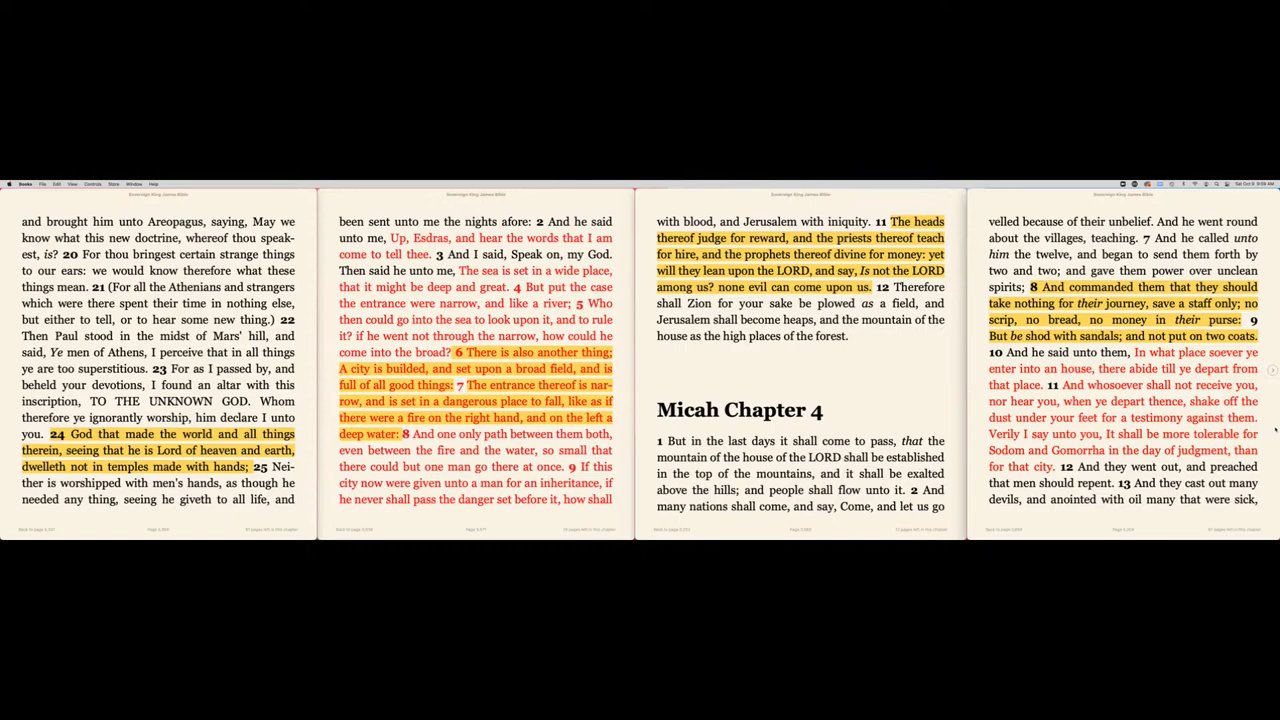 Books File Edit View Controls Store Window Help
Sat Oct 9 9:59 AM
Sovereign King James Bible
and brought him unto Areopagus, saying, May we
know what this new doctrine, whereof thou speak-
est, is? 20 For thou bringest certain strange things
to our ears: we would know therefore what these
things mean. 21 (For all the Athenians and strangers
which were there spent their time in nothing else,
but either to tell, or to hear some new thing.) 22
Then Paul stood in the midst of Mars' hill, and
said, Ye men of Athens, I perceive that in all things
ye are too superstitious. 23 For as I passed by, and
beheld your devotions, I found an altar with this
inscription, TO THE UNKNOWN GOD. Whom
therefore ye ignorantly worship, him declare I unto
you. 24 God that made the world and all things
therein, seeing that he is Lord of heaven and earth,
dwelleth not in temples made with hands; 25 Nei-
ther is worshipped with men's hands, as though he
needed any thing, seeing he giveth to all life, and
Sovereign King James Bible
been sent unto me the nights afore: 2 And he said
unto me, Up, Esdras, and hear the words that I am
come to tell thee. 3 And I said, Speak on, my God.
Then said he unto me, The sea is set in a wide place,
that it might be deep and great. 4 But put the case
the entrance were narrow, and like a river; 5 Who
then could go into the sea to look upon it, and to rule
it? if he went not through the narrow, how could he
come into the broad? 6 There is also another thing;
A city is builded, and set upon a broad field, and is
full of all good things: 7 The entrance thereof is nar-
row, and is set in a dangerous place to fall, like as if
there were a fire on the right hand, and on the left a
deep water: 8 And one only path between them both,
even between the fire and the water, so small that
there could but one man go there at once. 9 If this
city now were given unto a man for an inheritance, if
he never shall pass the danger set before it, how shall
Sovereign King James Bible
with blood, and Jerusalem with iniquity. 11 The heads
thereof judge for reward, and the priests thereof teach
for hire, and the prophets thereof divine for money: yet
will they lean upon the LORD, and say, Is not the LORD
among us? none evil can come upon us. 12 Therefore
shall Zion for your sake be plowed as a field, and
Jerusalem shall become heaps, and the mountain of the
house as the high places of the forest.
Micah Chapter 4
1 But in the last days it shall come to pass, that the
mountain of the house of the LORD shall be established
in the top of the mountains, and it shall be exalted
above the hills; and people shall flow unto it. 2 And
many nations shall come, and say, Come, and let us go
Sovereign King James Bible
velled because of their unbelief. And he went round
about the villages, teaching. 7 And he called unto
him the twelve, and began to send them forth by
two and two; and gave them power over unclean
spirits; 8 And commanded them that they should
take nothing for their journey, save a staff only; no
scrip, no bread, no money in their purse: 9
But be shod with sandals; and not put on two coats.
10 And he said unto them, In what place soever ye
enter into an house, there abide till ye depart from
that place. 11 And whosoever shall not receive you,
nor hear you, when ye depart thence, shake off the
dust under your feet for a testimony against them.
Verily I say unto you, It shall be more tolerable for
Sodom and Gomorrha in the day of judgment, than
for that city. 12 And they went out, and preached
that men should repent. 13 And they cast out many
devils, and anointed with oil many that were sick,